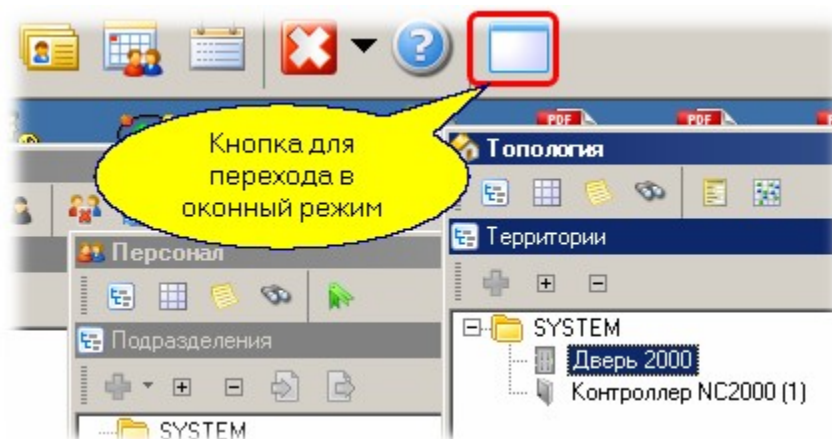 PDF
PDF
Кнопка для
перехода в
оконный режим
Топология
Территории
SYSTEM
Дверь 2000
Контроллер NC2000 (1)
Персонал
Подразделения
SYSTEM